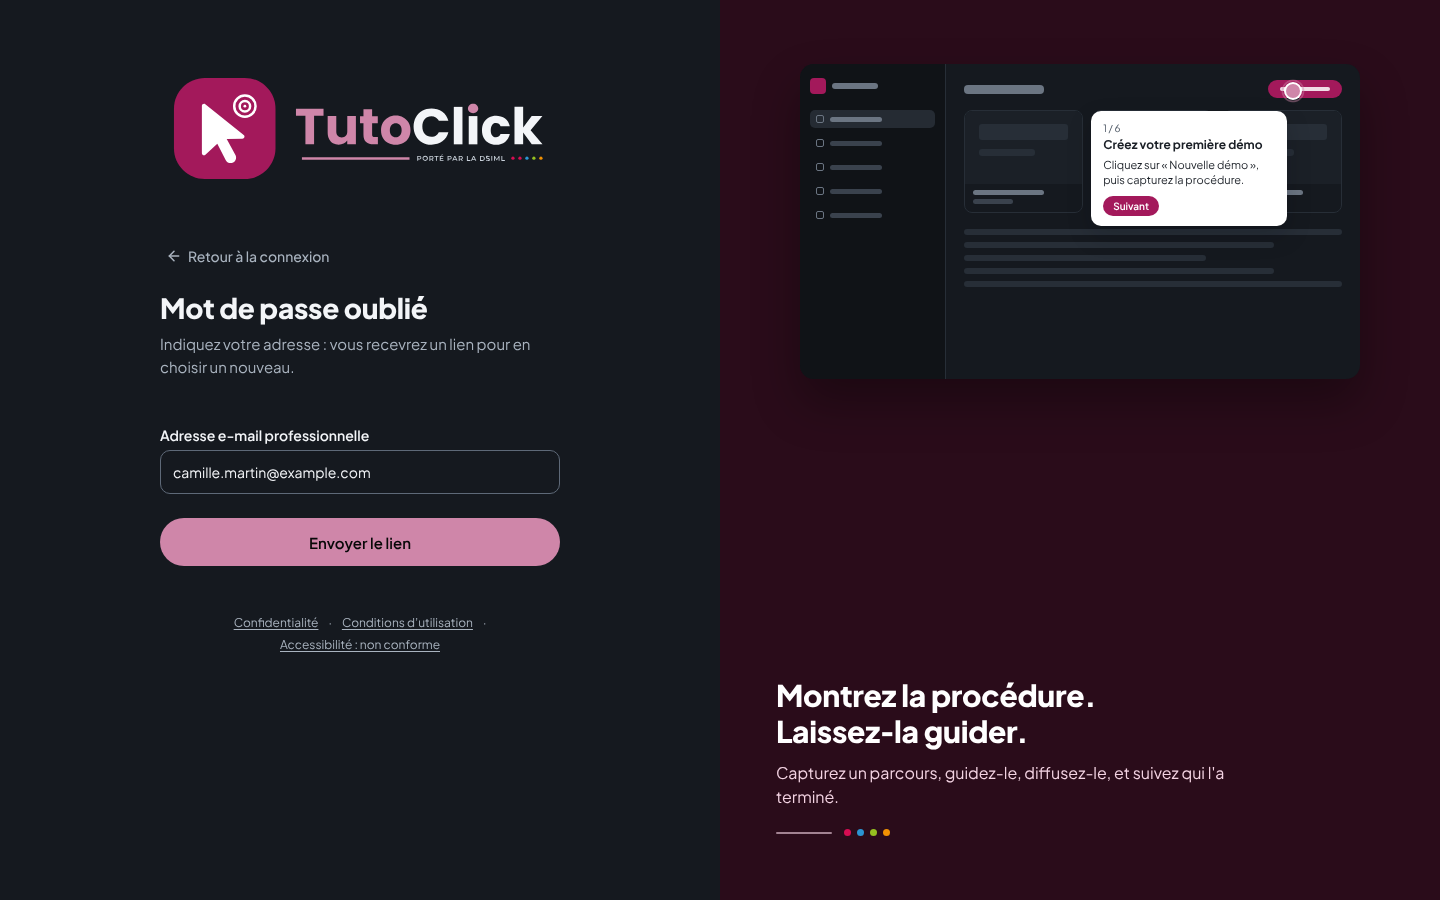 TutoClick
PORTÉ PAR LA DSIML
Retour à la connexion
Mot de passe oublié
Indiquez votre adresse : vous recevrez un lien pour en
choisir un nouveau.
Adresse e-mail professionnelle
camille.martin@example.com
Envoyer le lien
Confidentialité · Conditions d'utilisation ·
Accessibilité : non conforme
1 / 6
Créez votre première démo
Cliquez sur « Nouvelle démo »,
puis capturez la procédure.
Suivant
Montrez la procédure.
Laissez-la guider.
Capturez un parcours, guidez-le, diffusez-le, et suivez qui l'a
terminé.